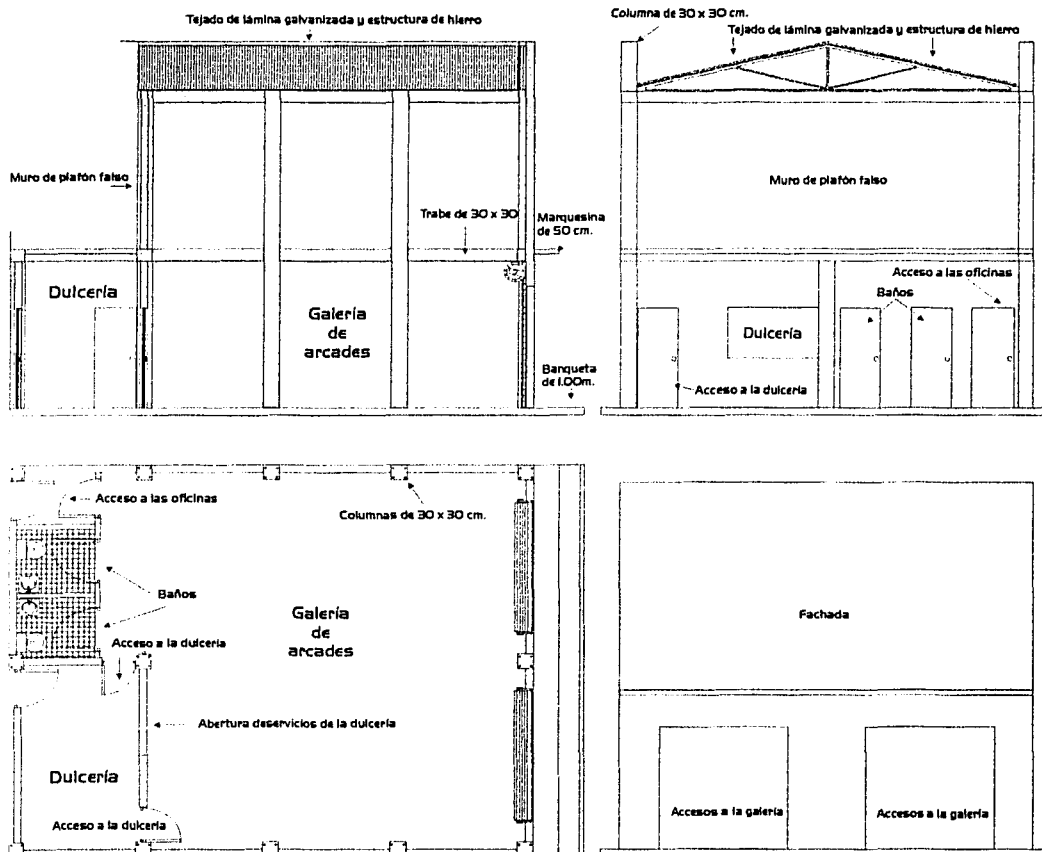 Tejado de lámina galvanizada y estructura de hierro
Muro de plafón falso
Trabe de 30 x 30
Marquesina
de 50 cm.
Dulcería
Galería
de
arcades
Banqueta
de 1.00m.
Columna de 30 x 30 cm.
Tejado de lámina galvanizada y estructura de hierro
Muro de platón falso
Acceso a las oficinas
Baños
Dulcería
Acceso a la dulcería
Acceso a las oficinas
Columnas de 30 x 30 cm.
Baños
Galería
de
arcades
Acceso a la dulcería
Abertura deservicios de la dulcería
Dulcería
Acceso a la dulcería
Fachada
Accesos a la galería
Accesos a la galería